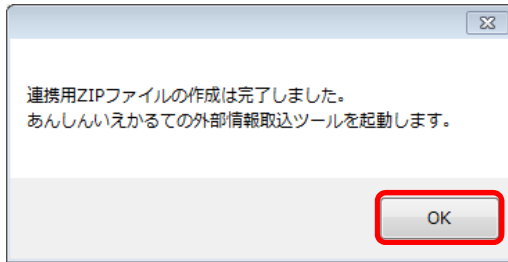 連携用ZIPファイルの作成は完了しました。
あんしんいえかるての外部情報取込ツールを起動します。
OK